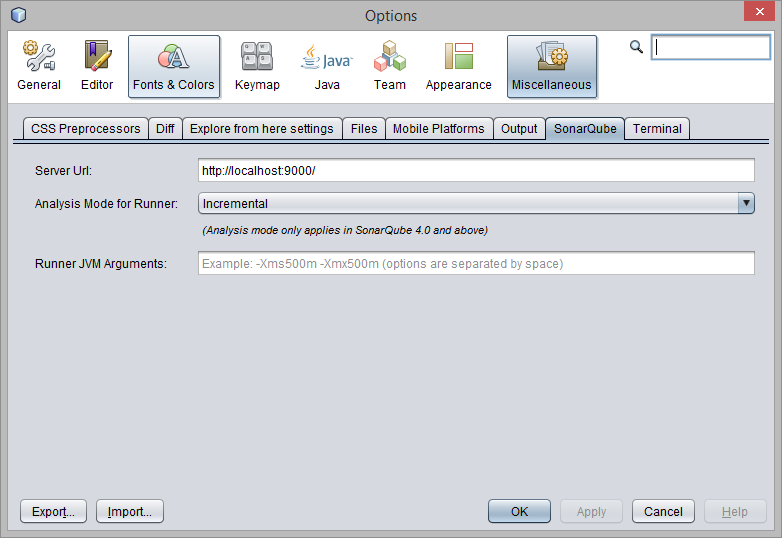 Options
General Editor Fonts & Colors Keymap Java Team Appearance Miscellaneous
CSS Preprocessors Diff Explore from here settings Files Mobile Platforms Output SonarQube Terminal
Server Url: http://localhost:9000/
Analysis Mode for Runner: Incremental
(Analysis mode only applies in SonarQube 4.0 and above)
Runner JVM Arguments: Example: -Xms500m -Xmx500m (options are separated by space)
Export... Import... OK Apply Cancel Help